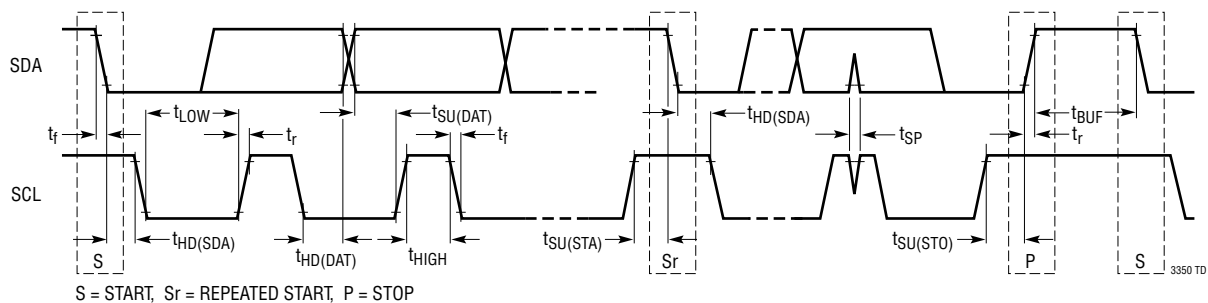 SDA
tLOW
tSU(DAT)
tHD(SDA)
tBUF
tf
tr
tf
tSP
tr
SCL
tHD(SDA)
tHD(DAT)
tHIGH
tSU(STA)
tSU(STO)
S
Sr
P
S
3350 TD
S = START, Sr = REPEATED START, P = STOP